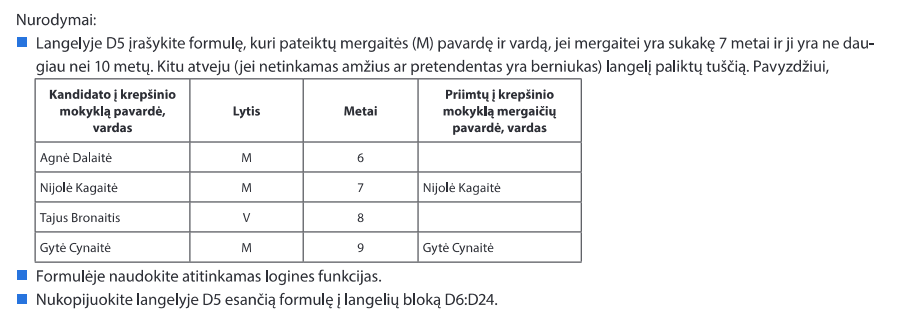 Nurodymai:
Langelyje D5 įrašykite formulę, kuri pateiktų mergaitės (M) pavardę ir vardą, jei mergaitei yra sukakę 7 metai ir ji yra ne dau-
giau nei 10 metų. Kitu atveju (jei netinkamas amžius ar pretendentas yra berniukas) langelį paliktų tuščią. Pavyzdžiui,
Kandidato į krepšinio mokyklą pavardė, vardas Lytis Metai Priimtų į krepšinio mokyklą mergaičių pavardė, vardas
Agnė Dalaitė M 6
Nijolė Kagaitė M 7 Nijolė Kagaitė
Tajus Bronaitis V 8
Gytė Cynaitė M 9 Gytė Cynaitė
Formulėje naudokite atitinkamas logines funkcijas.
Nukopijuokite langelyje D5 esančią formulę į langelių bloką D6:D24.